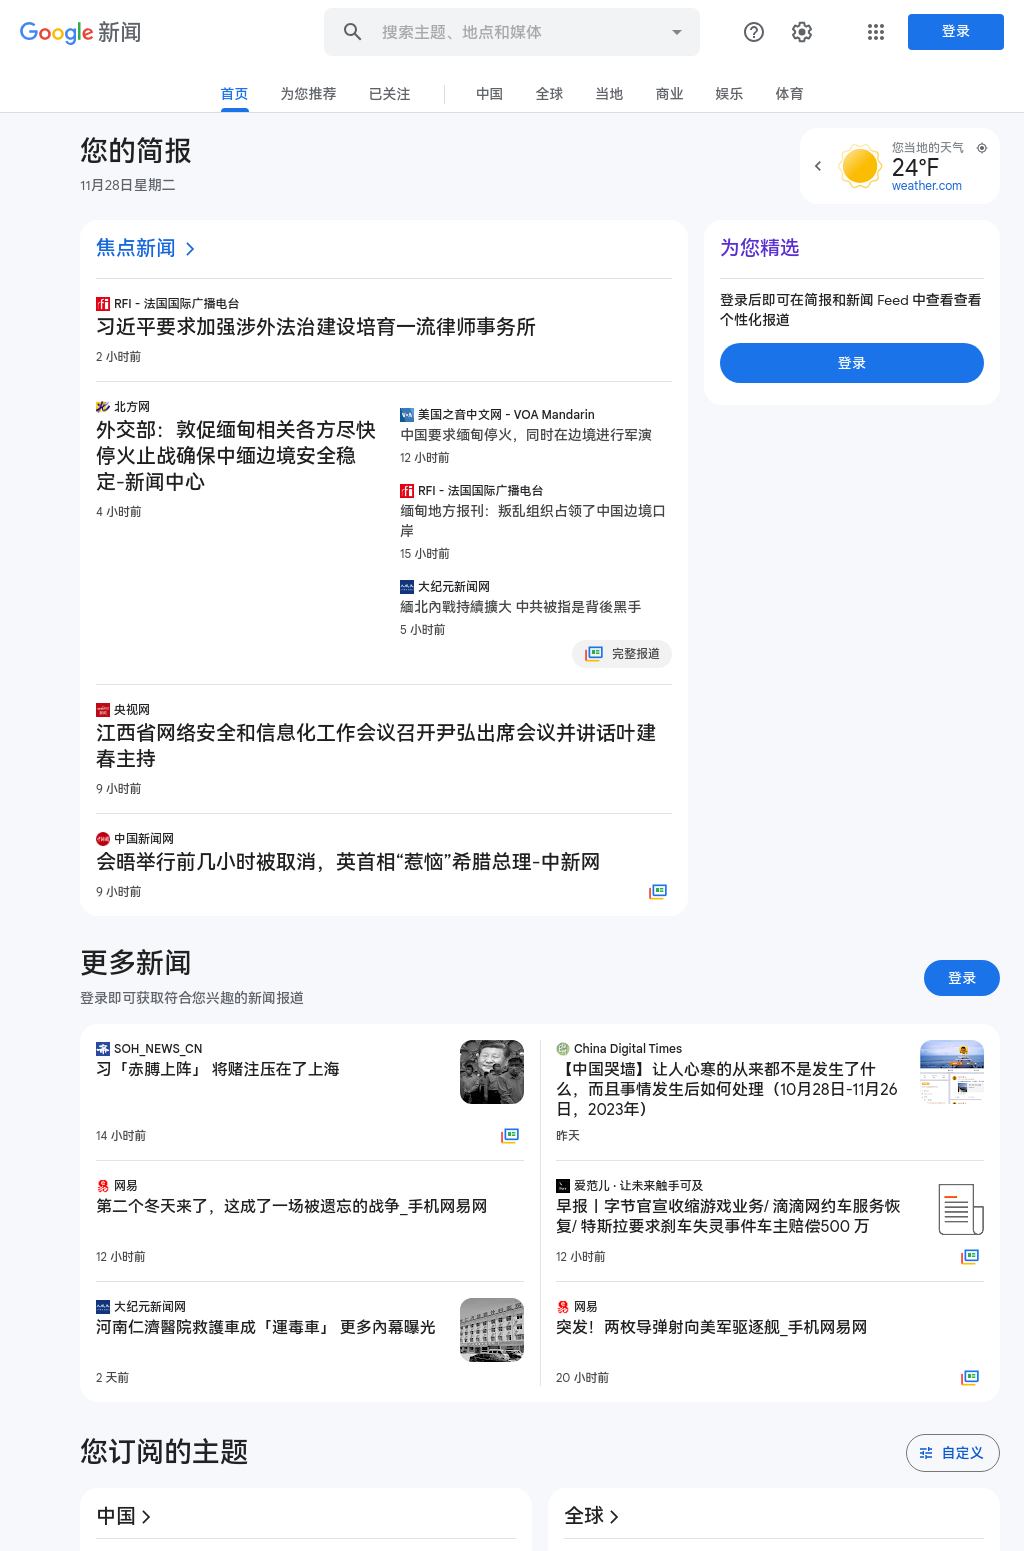 Google 新闻
搜索主题、地点和媒体
登录
首页
为您推荐
已关注
中国
全球
当地
商业
娱乐
体育
您的简报
11月28日星期二
您当地的天气
24°F
weather.com
焦点新闻
RFI - 法国国际广播电台
习近平要求加强涉外法治建设培育一流律师事务所
2 小时前
北方网
外交部：敦促缅甸相关各方尽快
停火止战确保中缅边境安全稳
定-新闻中心
4 小时前
美国之音中文网 - VOA Mandarin
中国要求缅甸停火，同时在边境进行军演
12 小时前
RFI - 法国国际广播电台
缅甸地方报刊：叛乱组织占领了中国边境口
岸
15 小时前
大纪元新闻网
緬北內戰持續擴大 中共被指是背後黑手
5 小时前
完整报道
央视网
江西省网络安全和信息化工作会议召开尹弘出席会议并讲话叶建
春主持
9 小时前
中国新闻网
会晤举行前几小时被取消，英首相“惹恼”希腊总理-中新网
9 小时前
为您精选
登录后即可在简报和新闻 Feed 中查看查看
个性化报道
登录
更多新闻
登录即可获取符合您兴趣的新闻报道
登录
SOH_NEWS_CN
习「赤膊上阵」 将赌注压在了上海
14 小时前
China Digital Times
【中国哭墙】让人心寒的从来都不是发生了什
么，而且事情发生后如何处理（10月28日-11月26
日，2023年）
昨天
网易
第二个冬天来了，这成了一场被遗忘的战争_手机网易网
12 小时前
爱范儿 · 让未来触手可及
早报丨字节官宣收缩游戏业务/ 滴滴网约车服务恢
复/ 特斯拉要求刹车失灵事件车主赔偿500 万
12 小时前
大纪元新闻网
河南仁濟醫院救護車成「運毒車」 更多內幕曝光
2 天前
网易
突发！两枚导弹射向美军驱逐舰_手机网易网
20 小时前
您订阅的主题
自定义
中国
全球